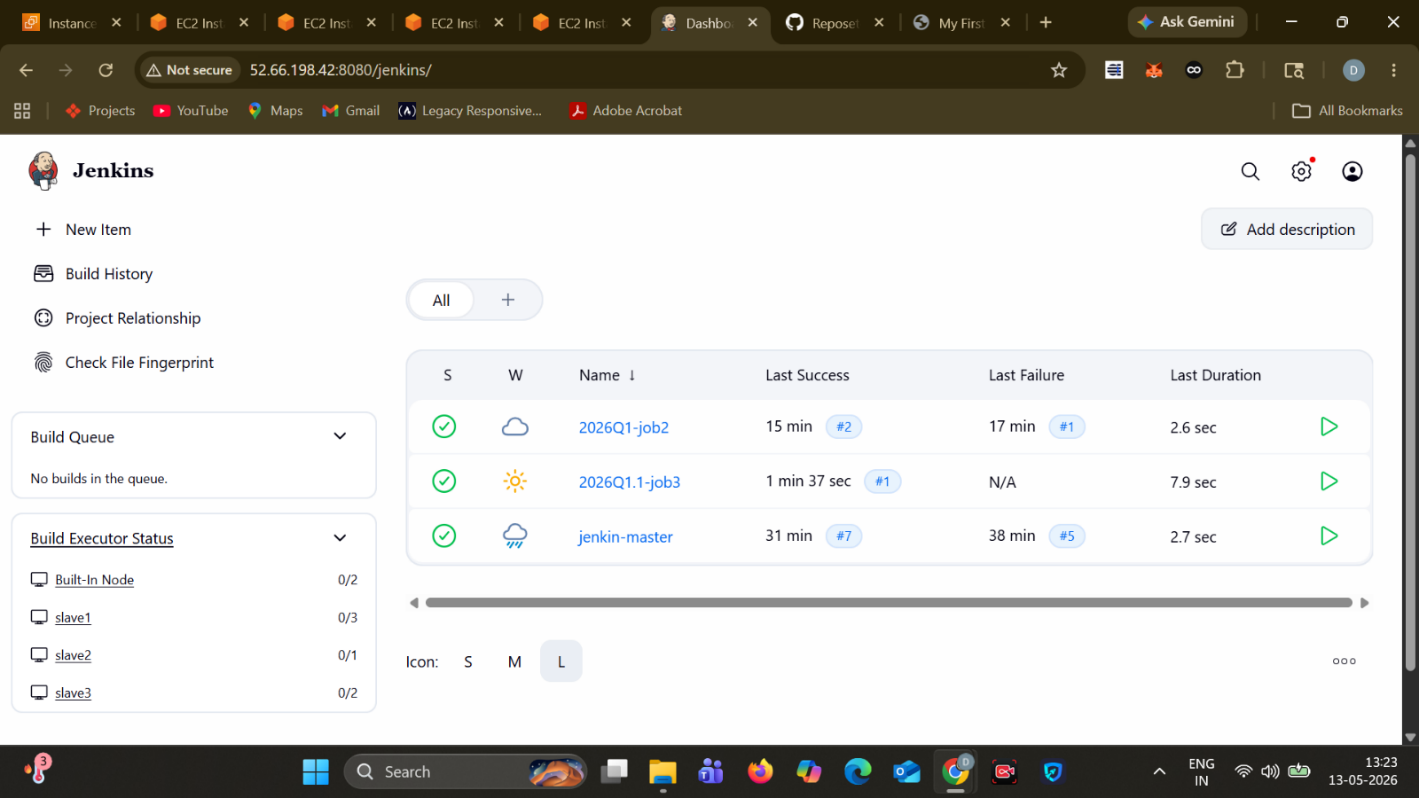 Instance
EC2 Inst
EC2 Inst
EC2 Inst
EC2 Inst
Dashbo
Reposet
My First
Ask Gemini
Not secure
52.66.198.42:8080/jenkins/
D
Projects
YouTube
Maps
Gmail
Legacy Responsive...
Adobe Acrobat
All Bookmarks
Jenkins
New Item
Add description
Build History
All +
Project Relationship
Check File Fingerprint
S W Name ↓ Last Success Last Failure Last Duration
2026Q1-job2 15 min #2 17 min #1 2.6 sec
2026Q1.1-job3 1 min 37 sec #1 N/A 7.9 sec
jenkin-master 31 min #7 38 min #5 2.7 sec
Build Queue
No builds in the queue.
Build Executor Status
Built-In Node 0/2
slave1 0/3
slave2 0/1
slave3 0/2
Icon: S M L
3
Search
D
ENG
IN
13:23
13-05-2026